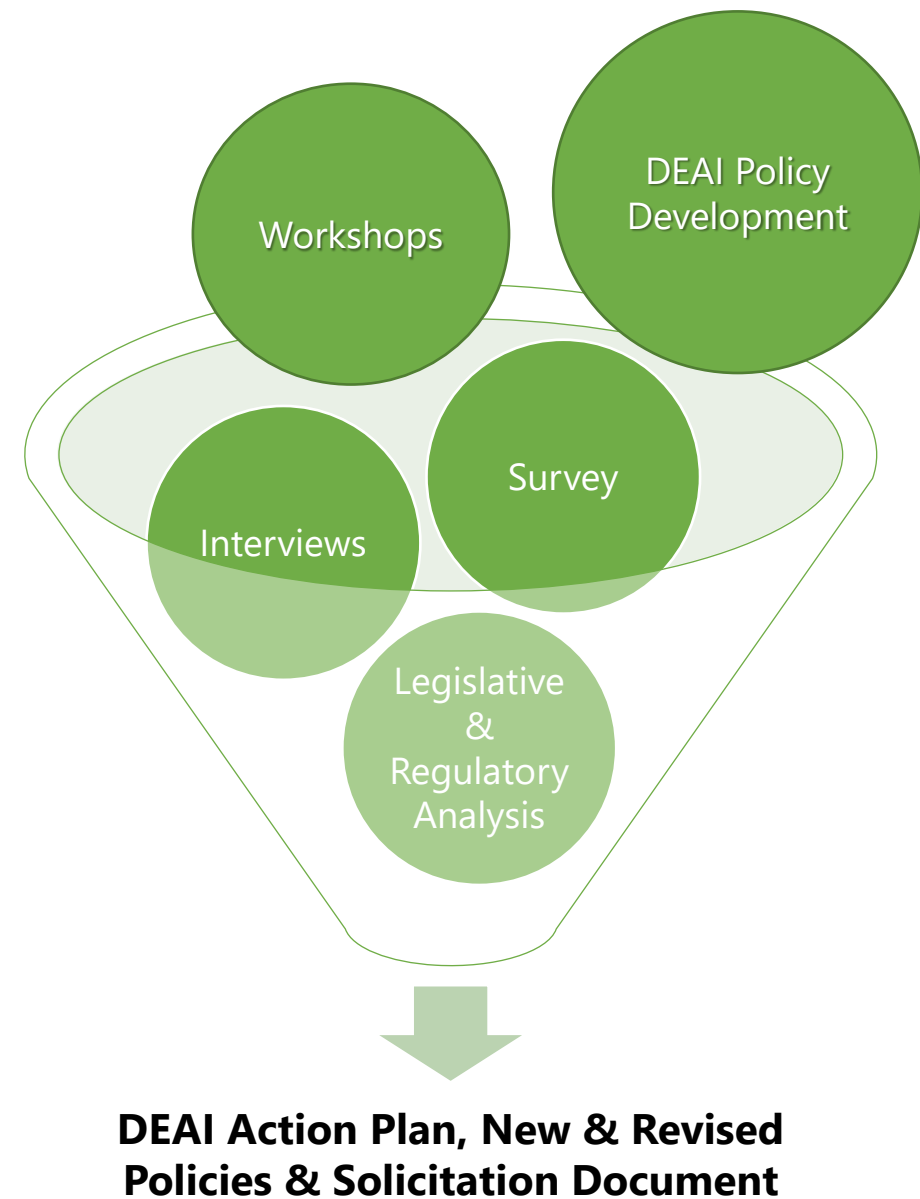 DEAI Policy
Development
Workshops
Survey
Interviews
Legislative
&
Regulatory
Analysis
DEAI Action Plan, New & Revised
Policies & Solicitation Document